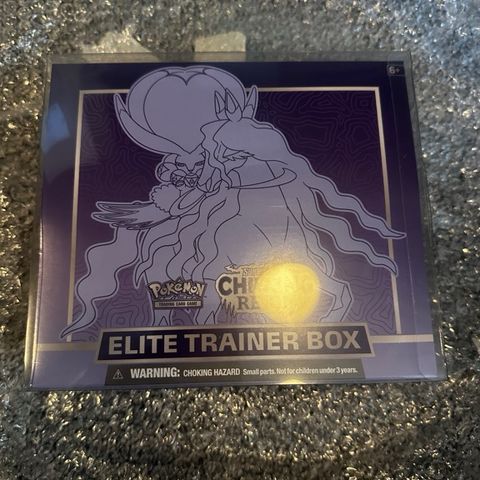 6+
POKéMON
TRADING CARD GAME
ELITE TRAINER BOX
WARNING: CHOKING HAZARD Small parts. Not for children under 3 years.